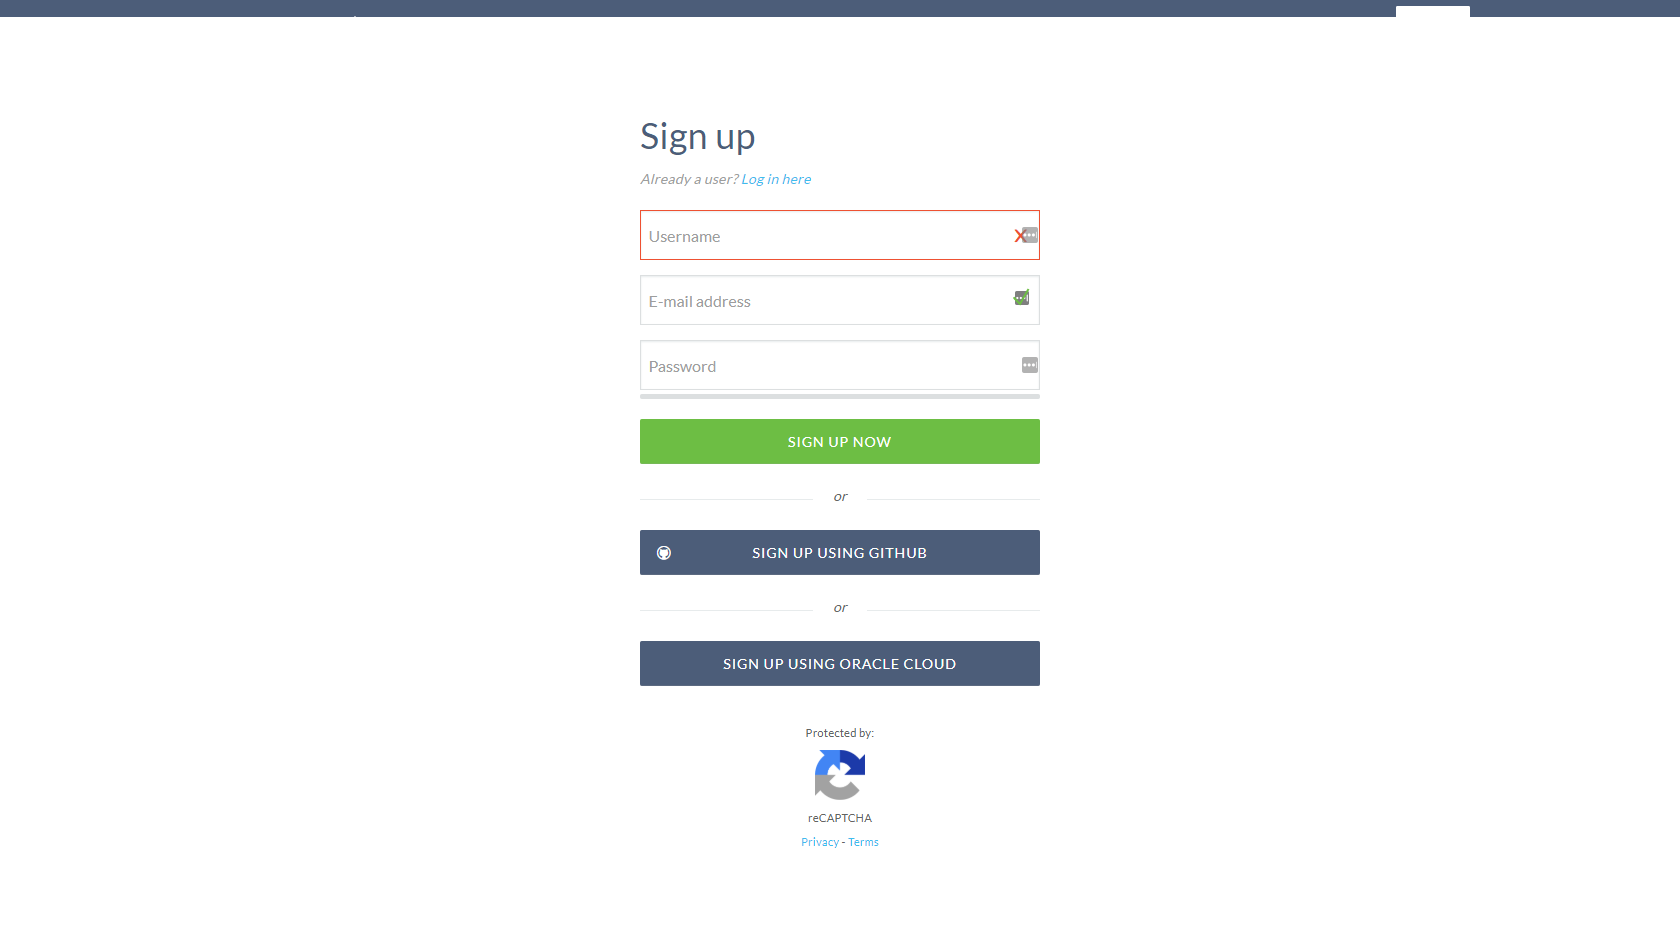 Sign up
Already a user? Log in here
Username
X
E-mail address
Password
SIGN UP NOW
or
SIGN UP USING GITHUB
or
SIGN UP USING ORACLE CLOUD
Protected by:
reCAPTCHA
Privacy - Terms